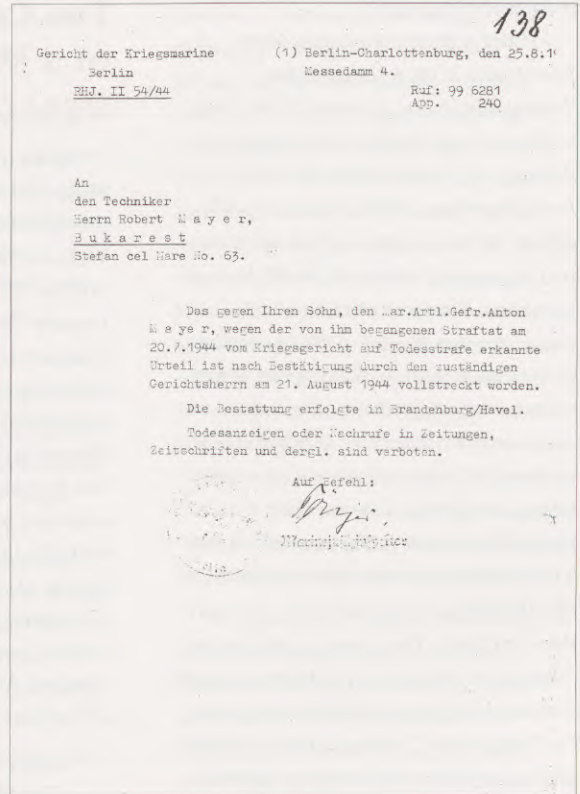 138
Gericht der Kriegsmarine
Berlin
RHJ. II 54/44
(1) Berlin-Charlottenburg, den 25.8.1
Messedamm 4.
Ruf: 99 6281
App. 240
An
den Techniker
Herrn Robert M a y e r,
B u k a r e s t
Stefan cel Mare No. 63.
Das gegen Ihren Sohn, den Mar.Artl.Gefr.Anton
M a y e r, wegen der von ihm begangenen Straftat am
vom Kriegsgericht auf Todesstrafe erkannte
Urteil ist nach Bestätigung durch den zuständigen
Gerichtsherrn am 21. August 1944 vollstreckt worden.
Die Bestattung erfolgte in Brandenburg/Havel.
Todesanzeigen oder Nachrufe in Zeitungen,
Zeitschriften und dergl. sind verboten.
Auf Befehl: